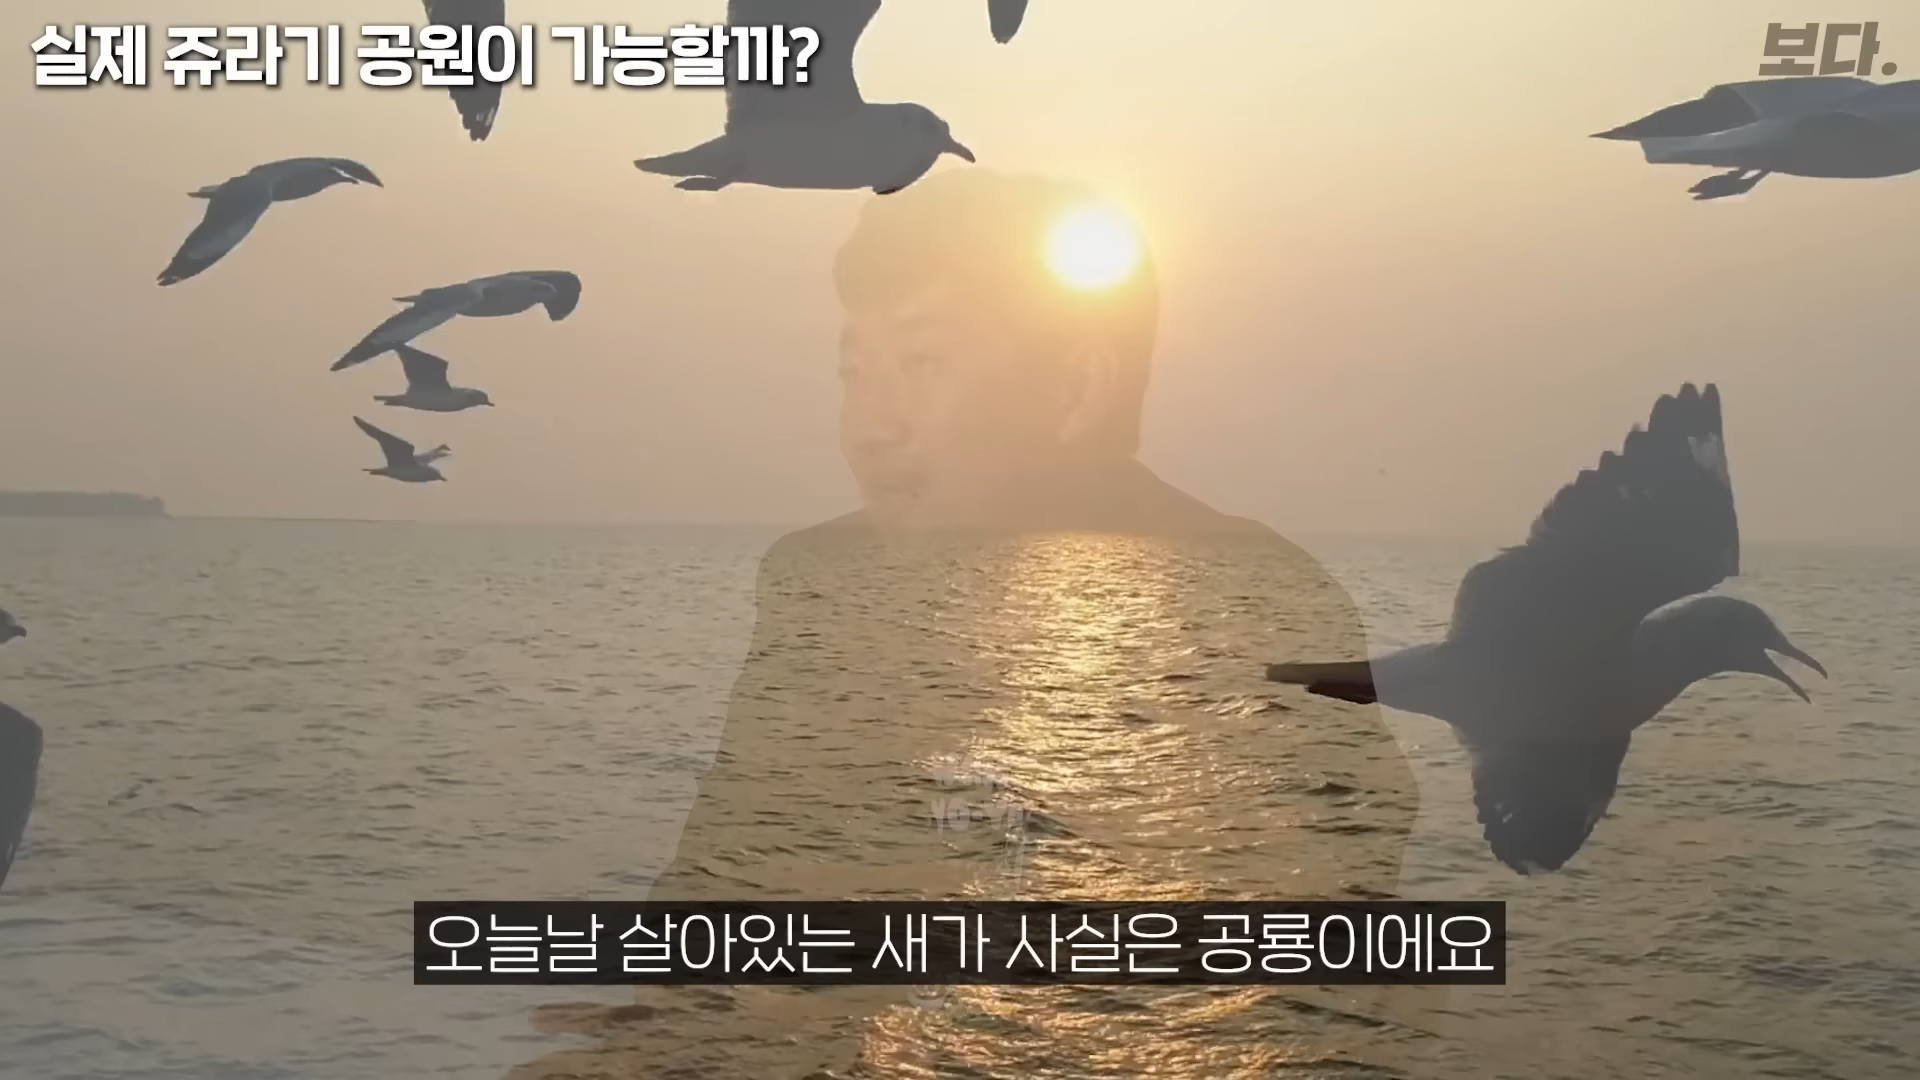 실제 쥬라기 공원이 가능할까?
보다.
오늘날 살아있는 새가 사실은 공룡이에요